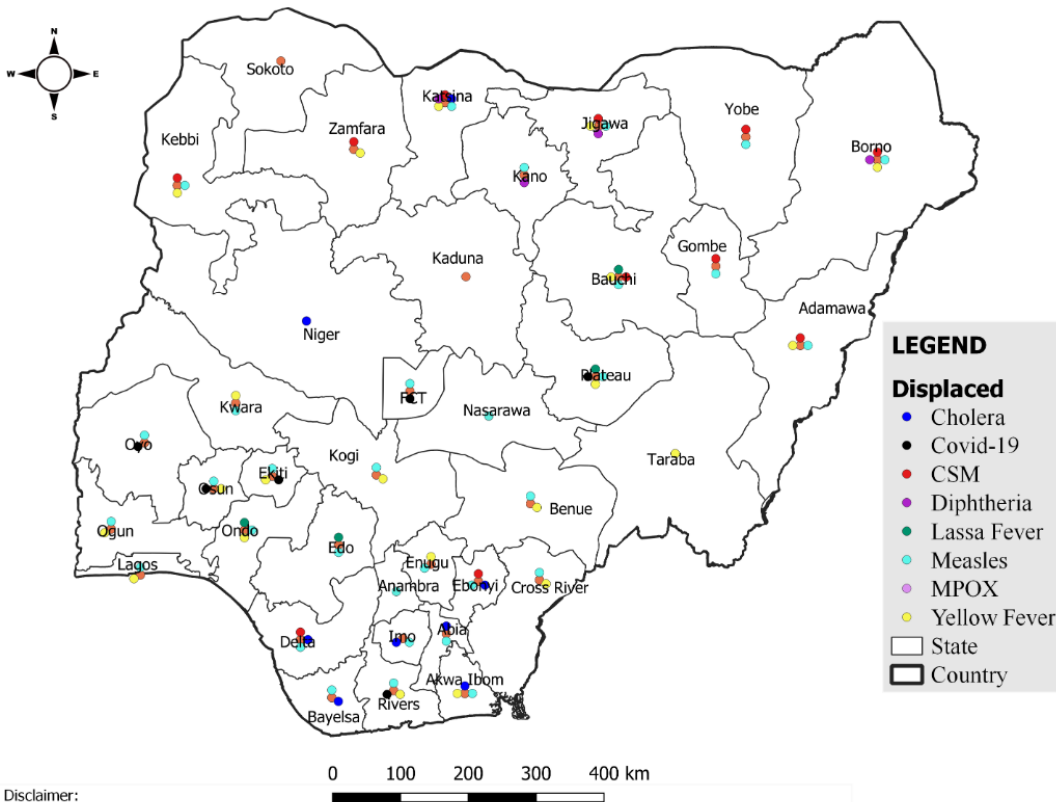 N
W E
S
Sokoto
Katsina
Yobe
Jigawa
Zamfara
Kebbi
Borno
Kano
Gombe
Kaduna
Bauchi
Adamawa
Niger
LEGEND
Plateau
Displaced
FCT
Kwara
Nasarawa
Cholera
Oyo
Covid-19
Kogi
Taraba
Ekiti
CSM
Osun
Diphtheria
Benue
Ogun
Ondo
Lassa Fever
Edo
Lagos
Enugu
Measles
Anambra
Ebonyi
Cross River
MPOX
Yellow Fever
Delta
Imo
Abia
State
Akwa Ibom
Country
Rivers
Bayelsa
0 100 200 300 400 km
Disclaimer: